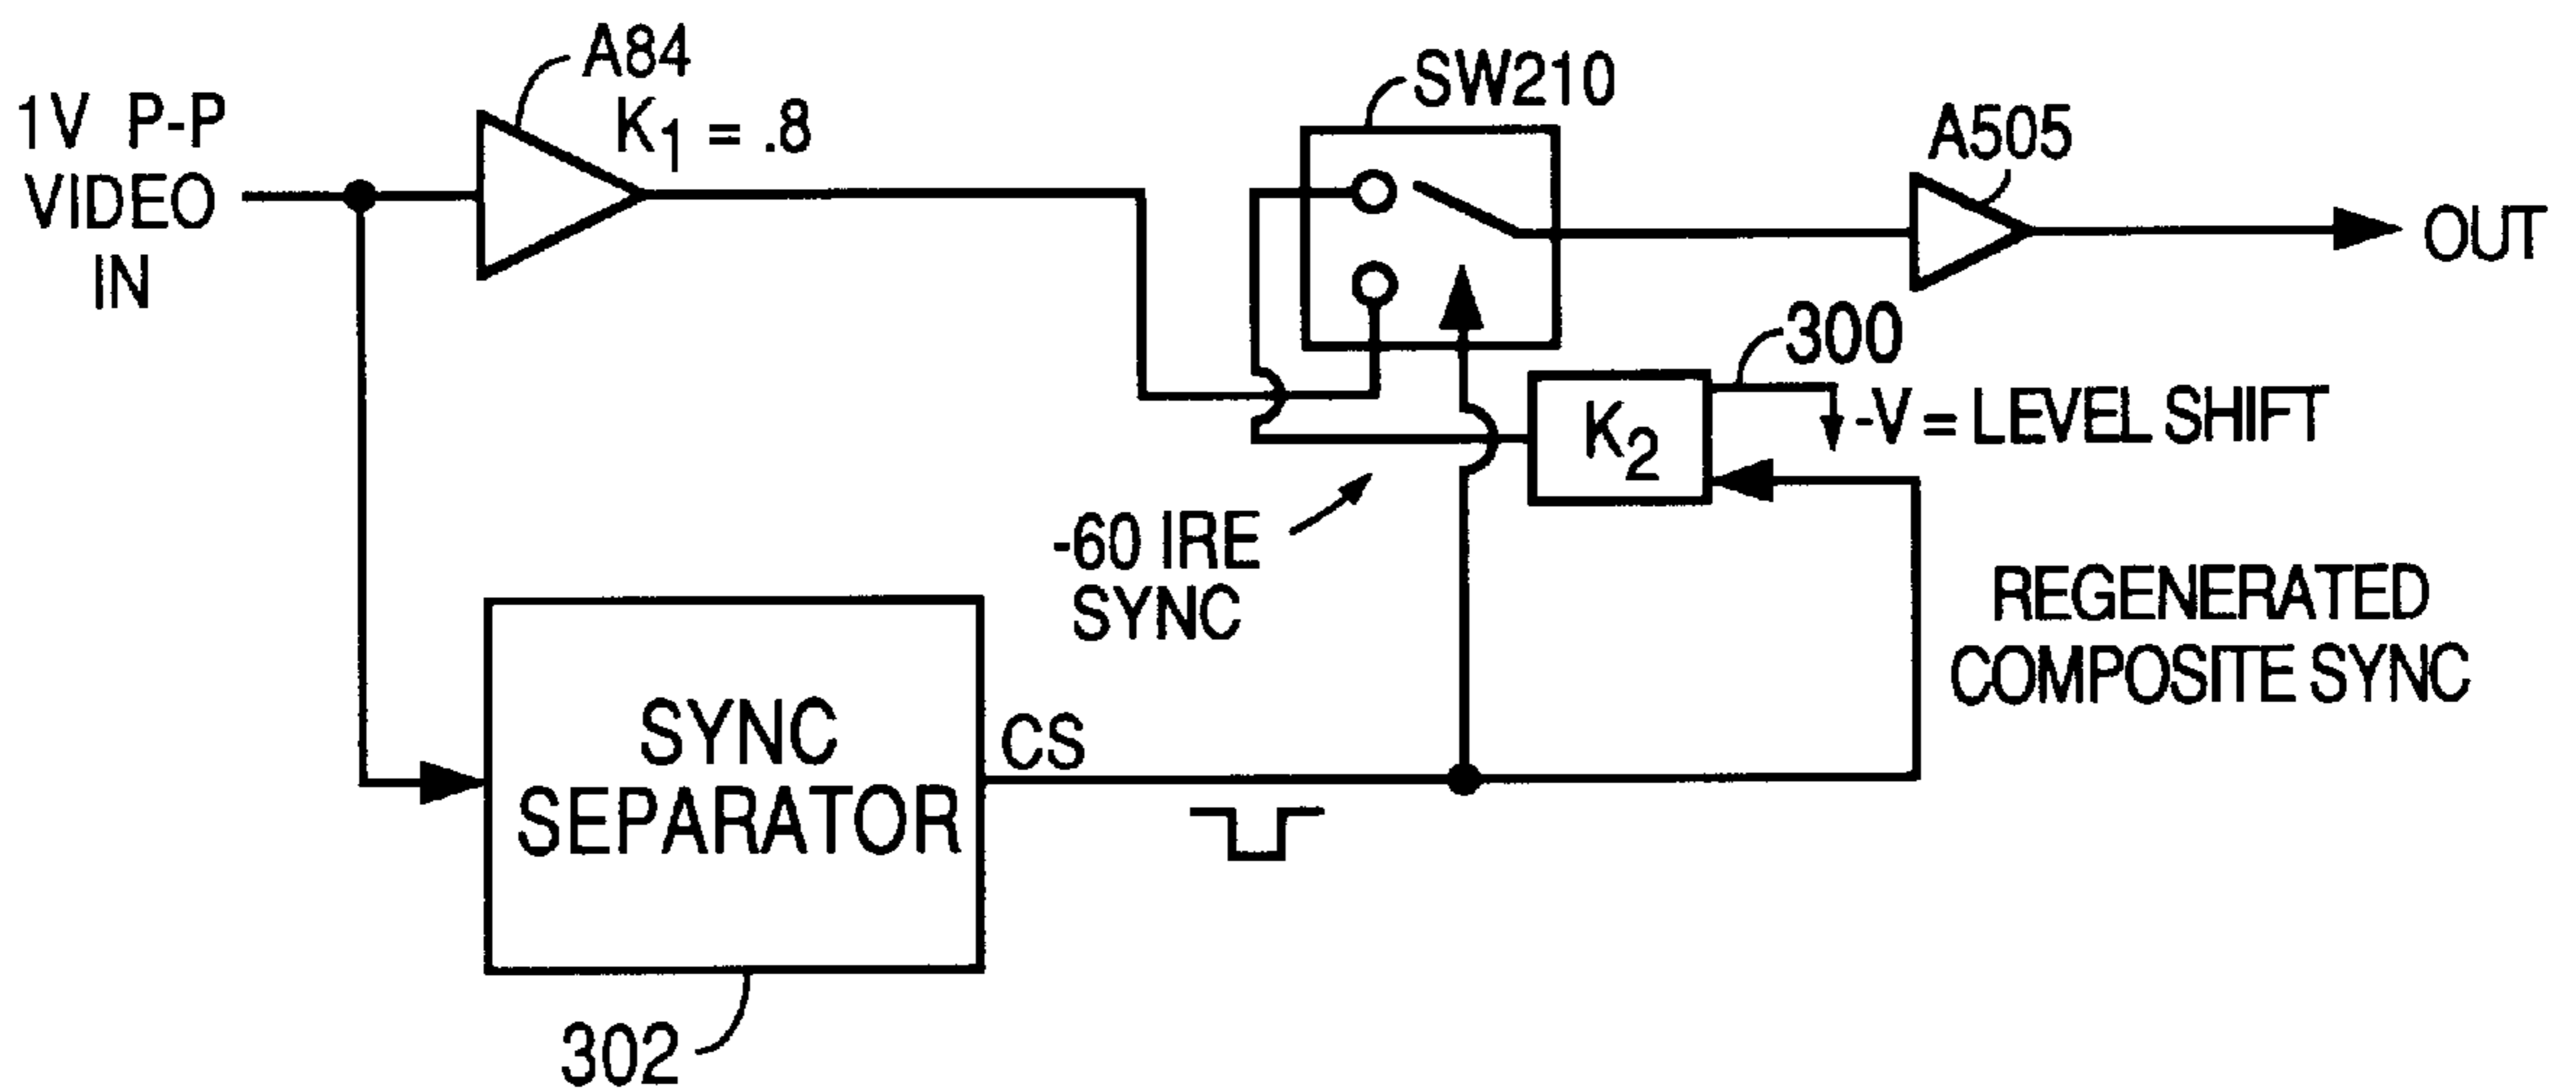 A84
K1 = .8
1V P-P
VIDEO
IN
SW210
A505
OUT
300
K2
-V = LEVEL SHIFT
-60 IRE
SYNC
REGENERATED
COMPOSITE SYNC
SYNC
SEPARATOR
CS
302